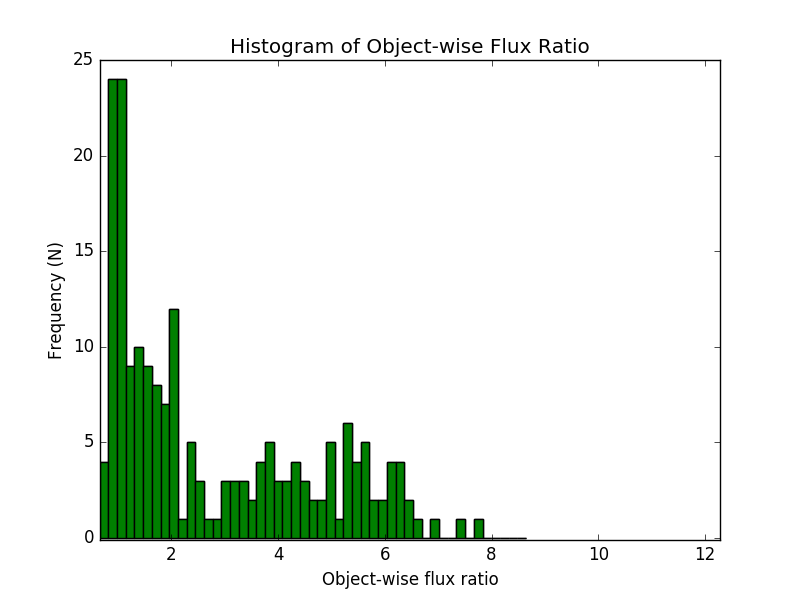 Histogram of Object-wise Flux Ratio
25
20
15
10
5
0
Frequency (N)
2 4 6 8 10 12
Object-wise flux ratio